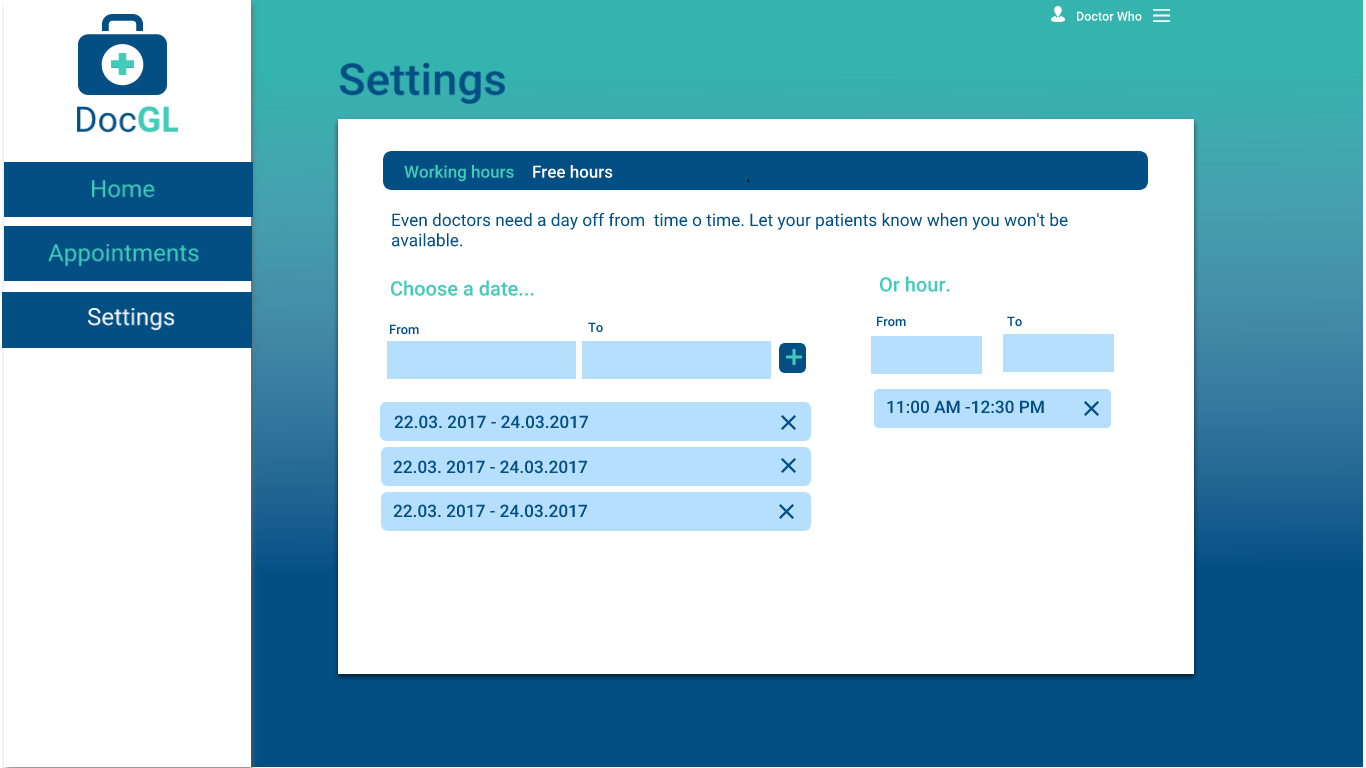 DocGL
Home
Appointments
Settings
Doctor Who
Settings
Working hours Free hours
Even doctors need a day off from  time o time. Let your patients know when you won't be
available.
Choose a date...
From To
22.03. 2017 - 24.03.2017
22.03. 2017 - 24.03.2017
22.03. 2017 - 24.03.2017
Or hour.
From To
11:00 AM -12:30 PM